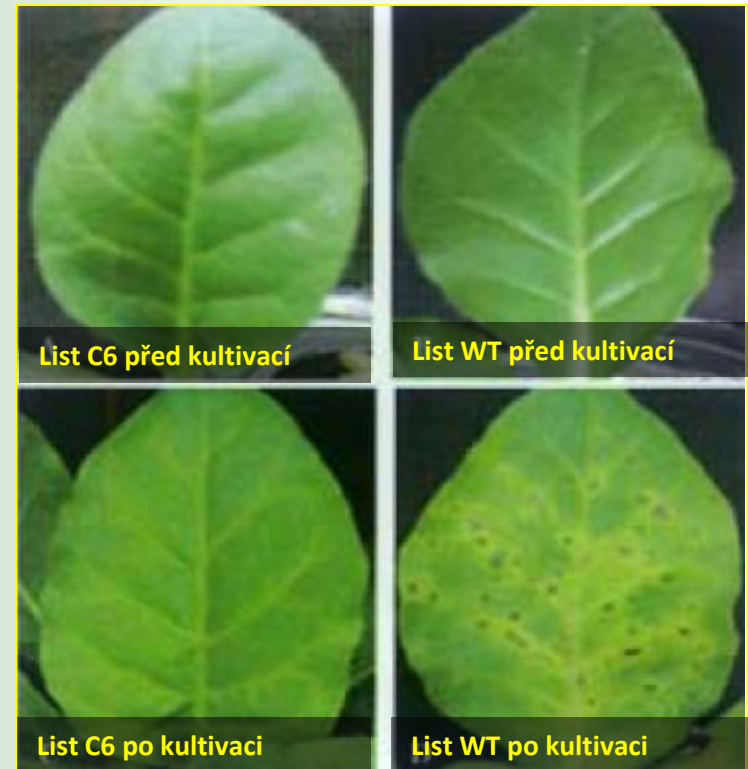 List C6 před kultivací
List WT před kultivací
List C6 po kultivaci
List WT po kultivaci